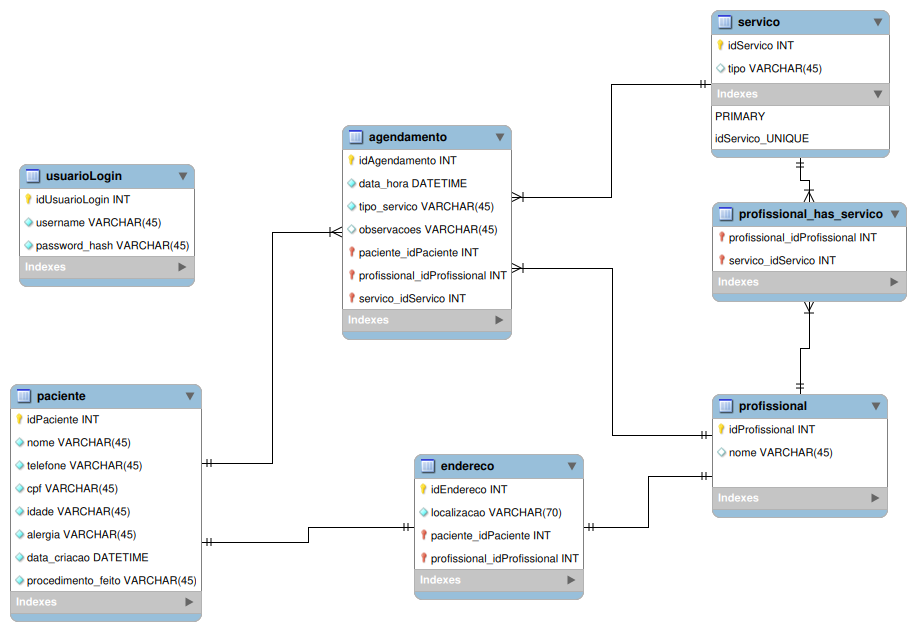 servico
idServico INT
tipo VARCHAR(45)
Indexes
PRIMARY
idServico_UNIQUE
agendamento
idAgendamento INT
data_hora DATETIME
tipo_servico VARCHAR(45)
observacoes VARCHAR(45)
paciente_idPaciente INT
profissional_idProfissional INT
servico_idServico INT
Indexes
usuarioLogin
idUsuarioLogin INT
username VARCHAR(45)
password_hash VARCHAR(45)
Indexes
profissional_has_servico
profissional_idProfissional INT
servico_idServico INT
Indexes
paciente
idPaciente INT
nome VARCHAR(45)
telefone VARCHAR(45)
cpf VARCHAR(45)
idade VARCHAR(45)
alergia VARCHAR(45)
data_criacao DATETIME
procedimento_feito VARCHAR(45)
Indexes
endereco
idEndereco INT
localizacao VARCHAR(70)
paciente_idPaciente INT
profissional_idProfissional INT
Indexes
profissional
idProfissional INT
nome VARCHAR(45)
Indexes